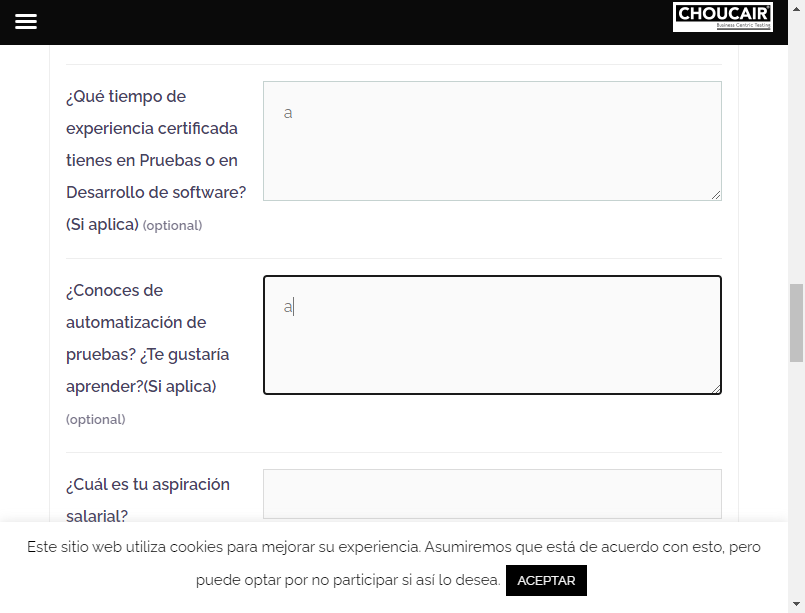 CHOUCAIR
Business Centric Testing
¿Qué tiempo de
experiencia certificada
tienes en Pruebas o en
Desarrollo de software?
(Si aplica) (optional)
a
¿Conoces de
automatización de
pruebas? ¿Te gustaría
aprender?(Si aplica)
(optional)
a
¿Cuál es tu aspiración
salarial?
Este sitio web utiliza cookies para mejorar su experiencia. Asumiremos que está de acuerdo con esto, pero
puede optar por no participar si así lo desea. ACEPTAR